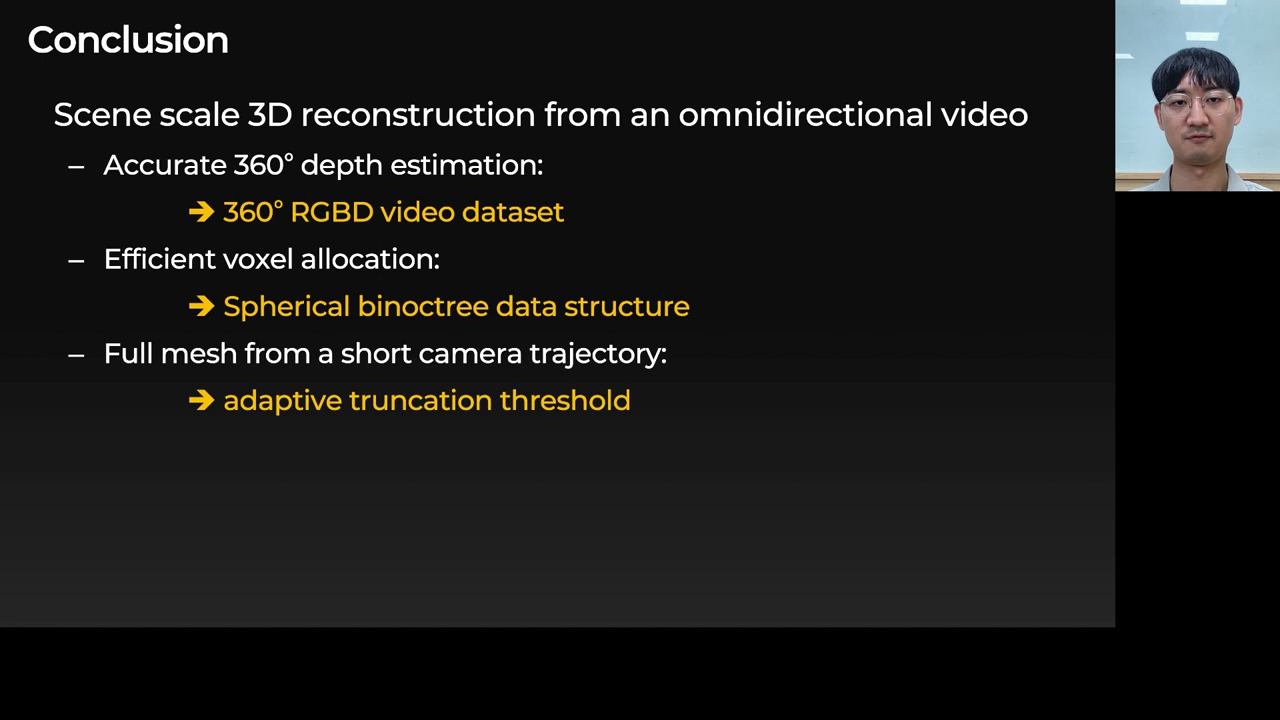 Conclusion
Scene scale 3D reconstruction from an omnidirectional video
– Accurate 360° depth estimation:
➔ 360° RGBD video dataset
– Efficient voxel allocation:
➔ Spherical binoctree data structure
– Full mesh from a short camera trajectory:
➔ adaptive truncation threshold